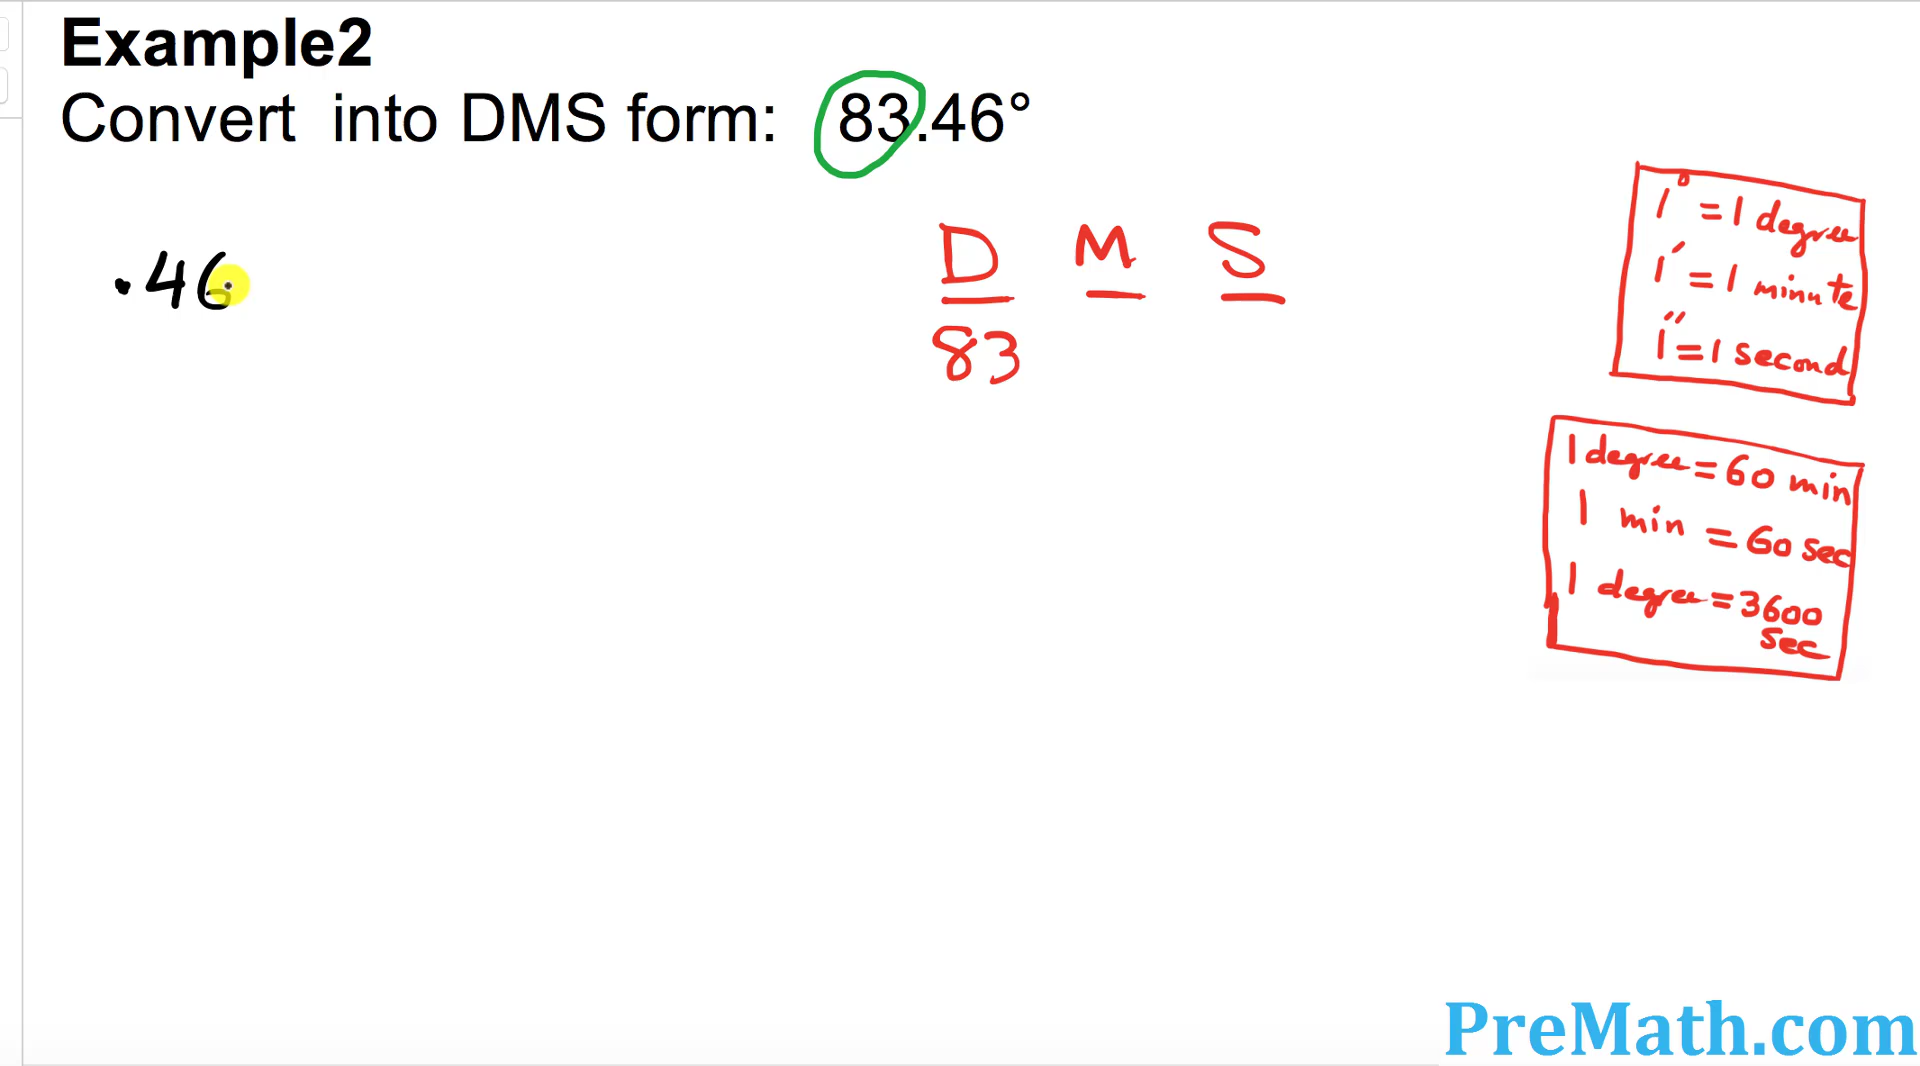 Example2
Convert into DMS form: 83.46°
.46
D M S
83
1° = 1 degree
1' = 1 minute
1" = 1 second
1 degree = 60 min
1 min = 60 sec
1 degree = 3600
sec
PreMath.com